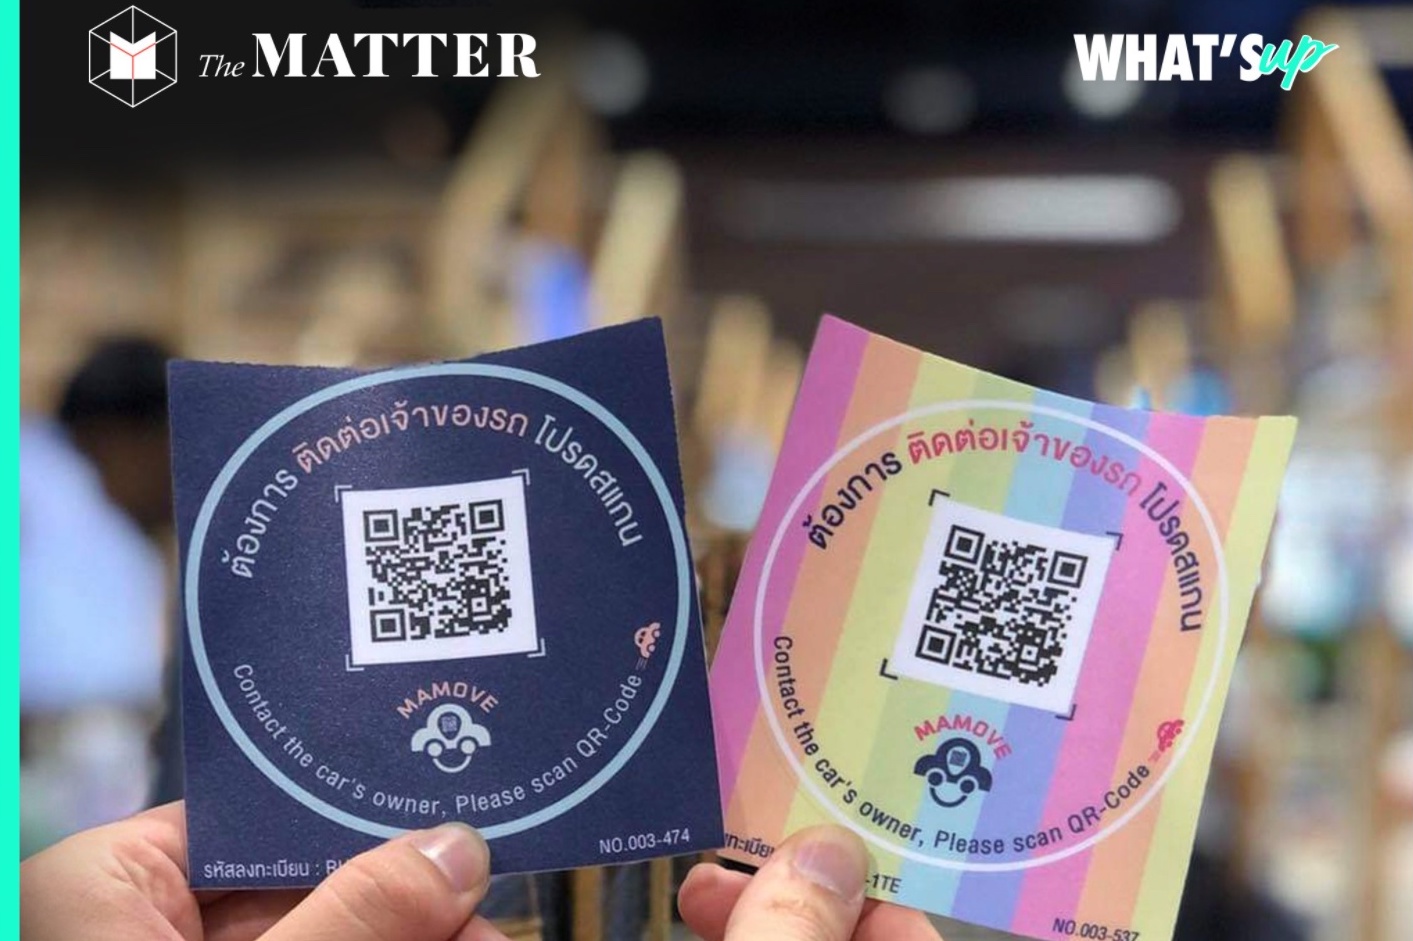 The MATTER
WHAT'S up
ต้องการ ติดต่อเจ้าของรถ โปรดสแกน
MAMOVE
Contact the car's owner, Please scan QR-Code
รหัสลงทะเบียน :
NO.003-474
ต้องการ ติดต่อเจ้าของรถ โปรดสแกน
MAMOVE
Contact the car's owner, Please scan QR-Code
-1TE
NO.003-537